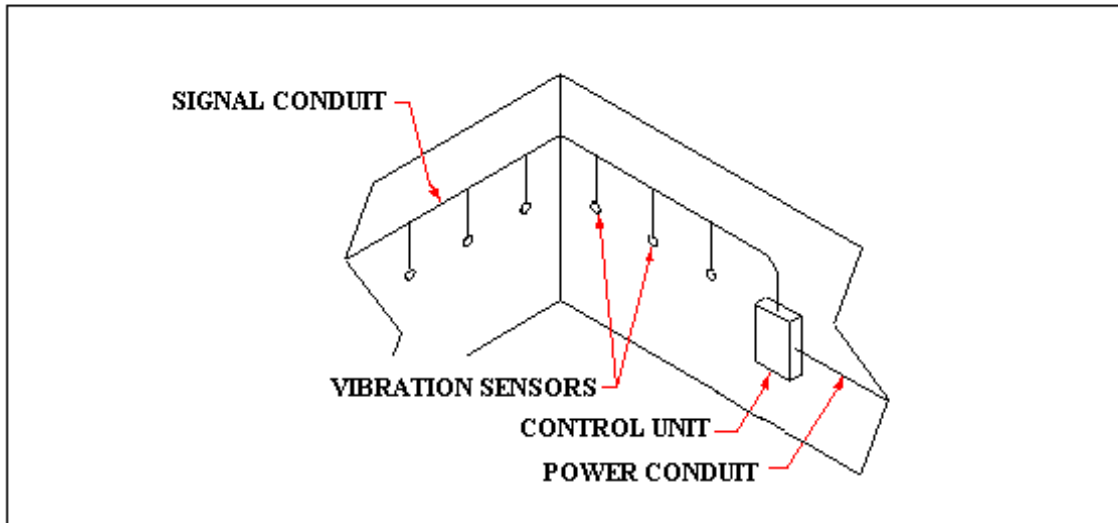 SIGNAL CONDUIT
VIBRATION SENSORS
CONTROL UNIT
POWER CONDUIT